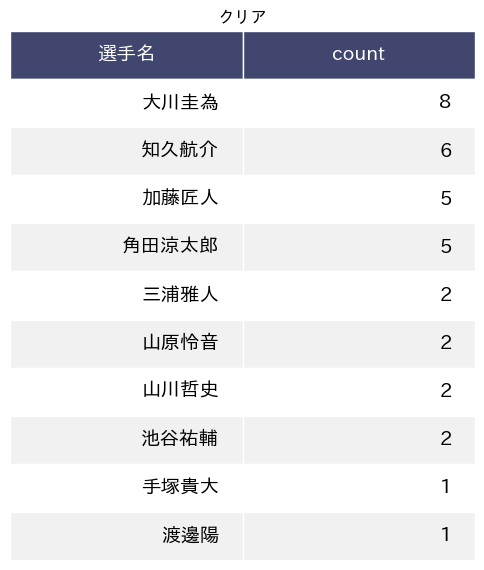 クリア
選手名 count
大川圭為 8
知久航介 6
加藤匠人 5
角田涼太郎 5
三浦雅人 2
山原怜音 2
山川哲史 2
池谷祐輔 2
手塚貴大 1
渡邊陽 1